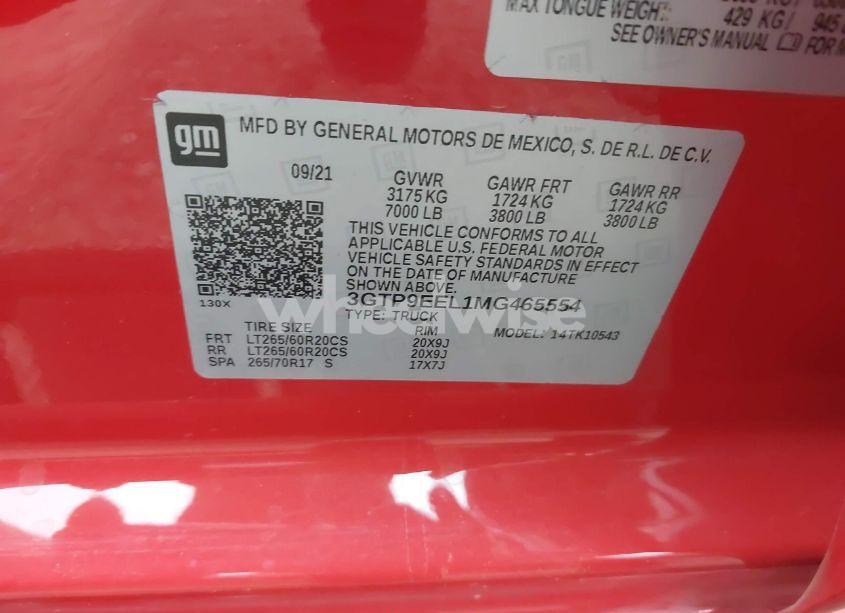 MAX TONGUE WEIGHT:
429 KG/ 945
SEE OWNER'S MANUAL FOR
gm
MFD BY GENERAL MOTORS DE MEXICO, S. DE R.L. DE C.V.
09/21 GVWR GAWR FRT GAWR RR
3175 KG 1724 KG 1724 KG
7000 LB 3800 LB 3800 LB
THIS VEHICLE CONFORMS TO ALL
APPLICABLE U.S. FEDERAL MOTOR
VEHICLE SAFETY STANDARDS IN EFFECT
ON THE DATE OF MANUFACTURE
SHOWN ABOVE.
130X
3GTP9EEL1MG465554
TYPE: TRUCK MODEL: 14TK10543
TIRE SIZE RIM
FRT LT265/60R20CS 20X9J
RR LT265/60R20CS 20X9J
SPA 265/70R17 S 17X7J
wheelwise